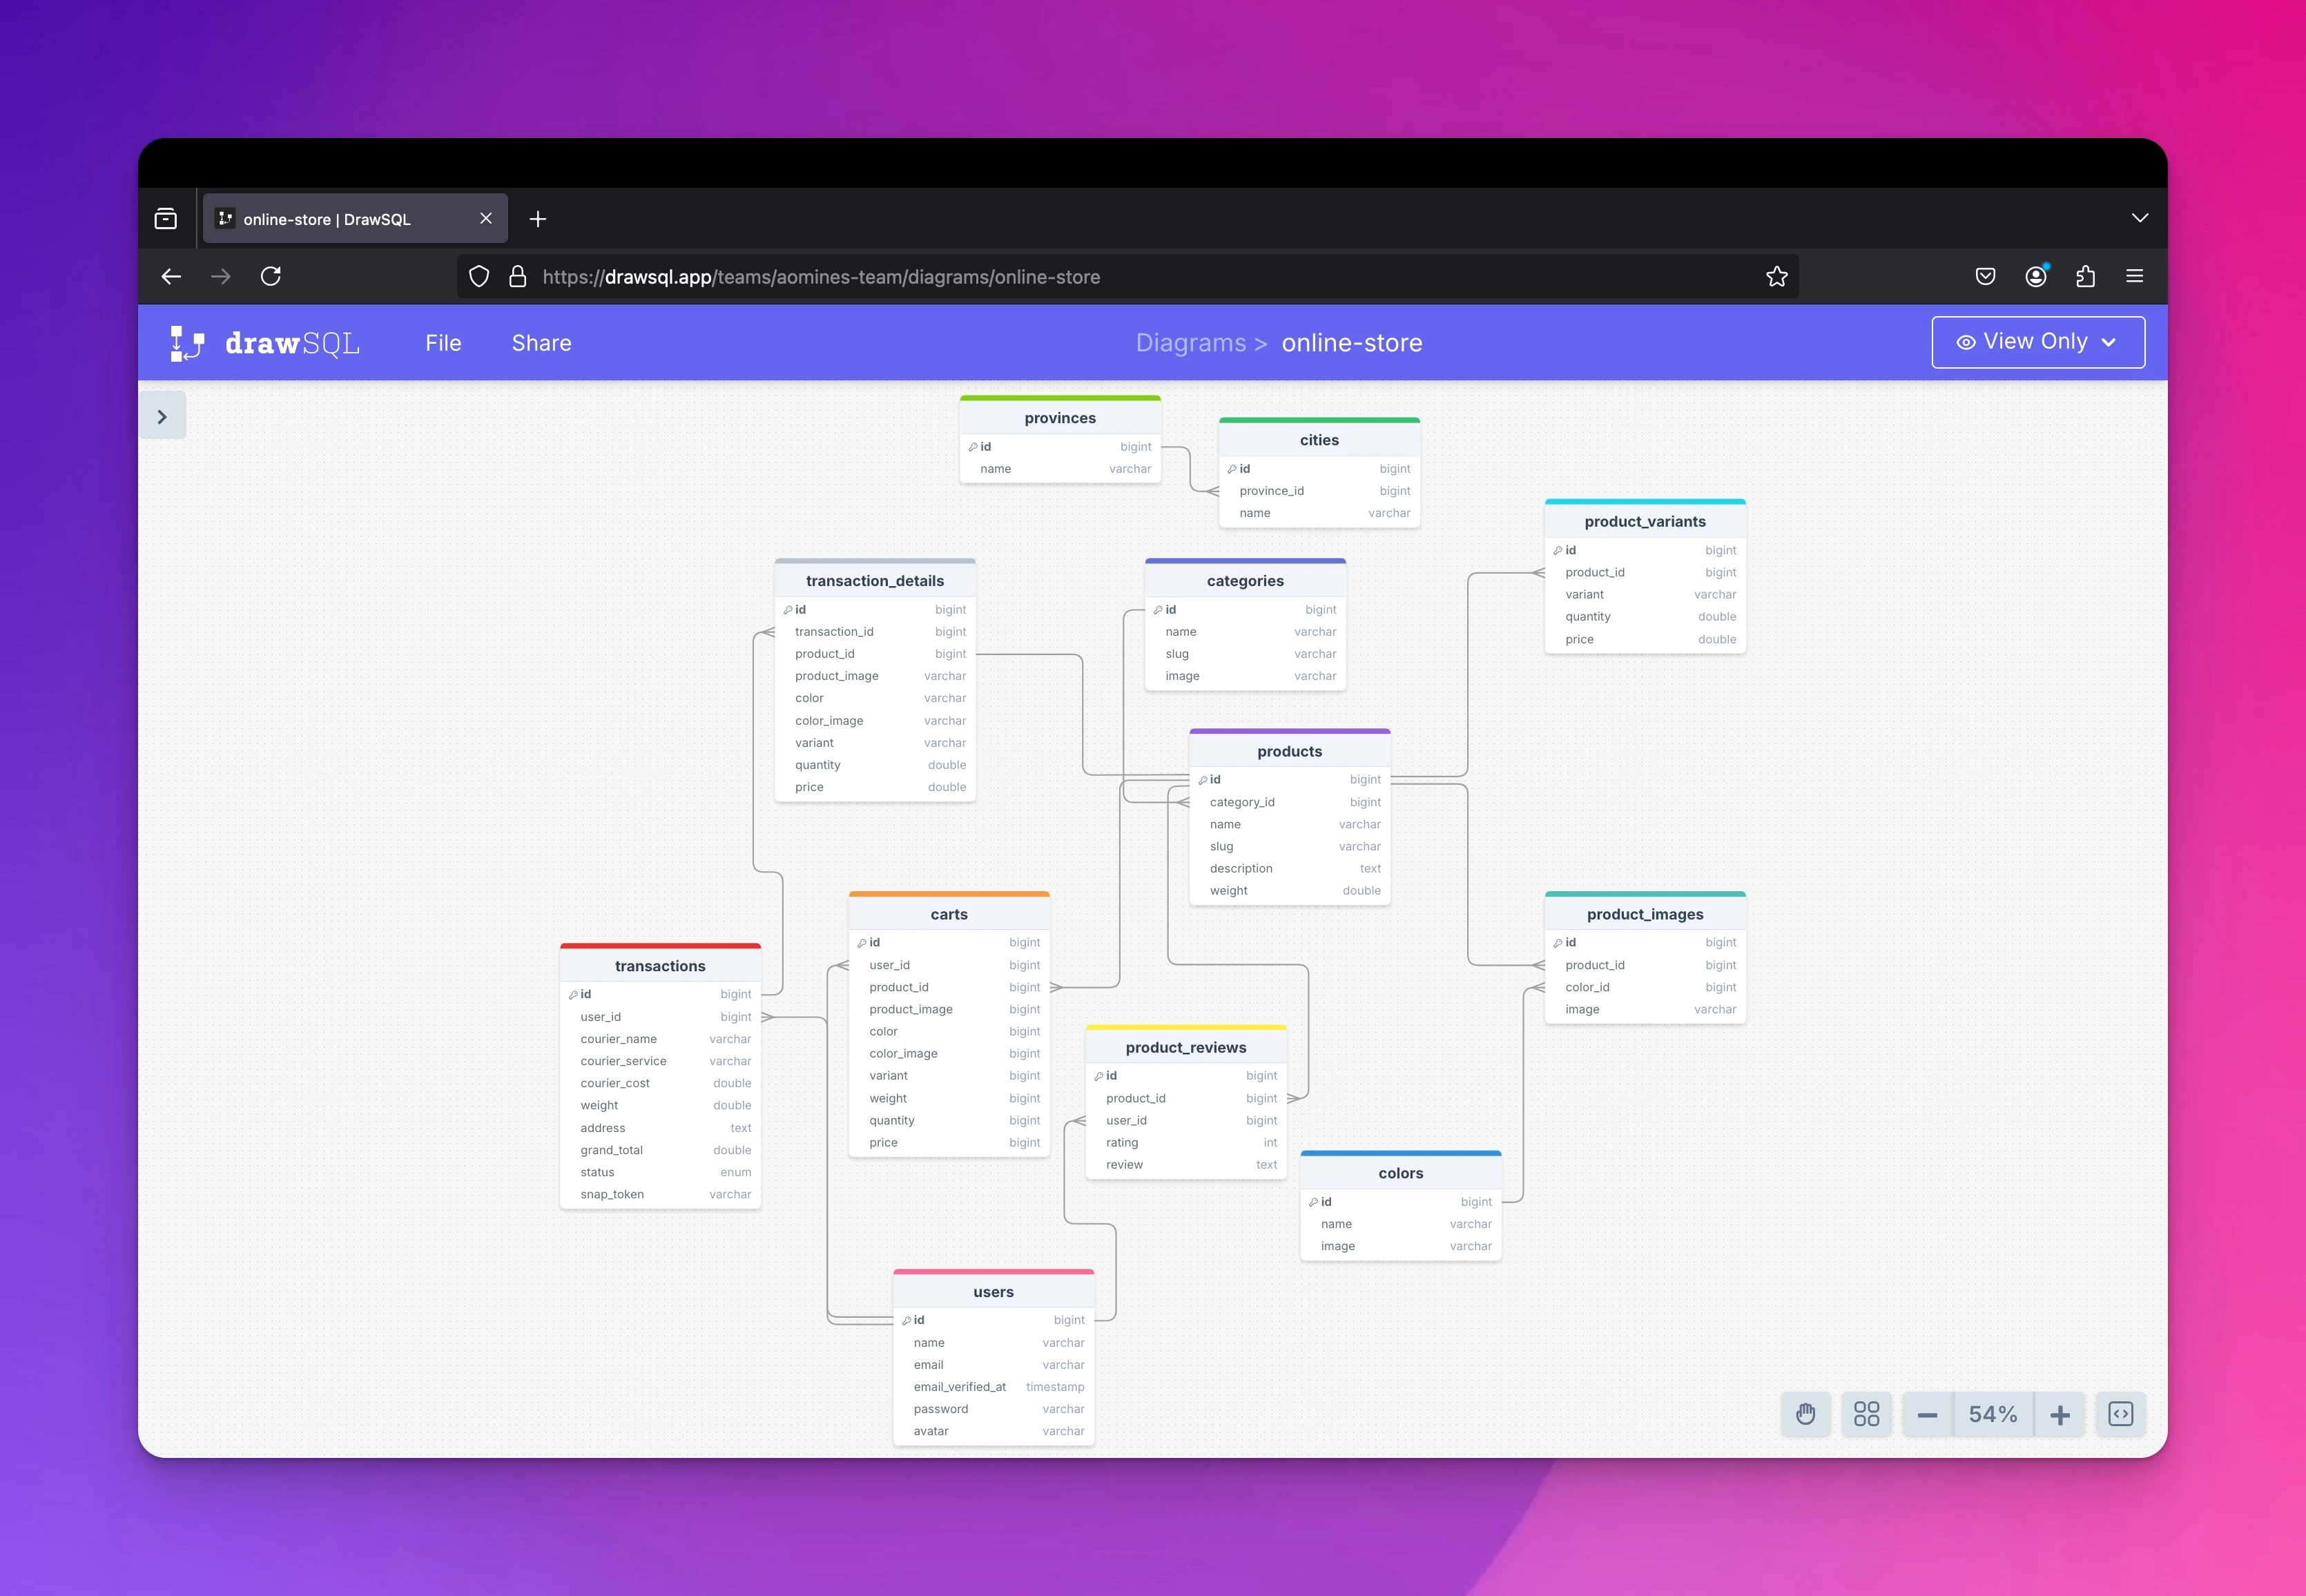 online-store | DrawSQL
https://drawsql.app/teams/aomines-team/diagrams/online-store
drawSQL
File
Share
Diagrams > online-store
View Only
provinces
id bigint
name varchar
cities
id bigint
province_id bigint
name varchar
product_variants
id bigint
product_id bigint
variant varchar
quantity double
price double
transaction_details
id bigint
transaction_id bigint
product_id bigint
product_image varchar
color varchar
color_image varchar
variant varchar
quantity double
price double
categories
id bigint
name varchar
slug varchar
image varchar
products
id bigint
category_id bigint
name varchar
slug varchar
description text
weight double
carts
id bigint
user_id bigint
product_id bigint
product_image bigint
color bigint
color_image bigint
variant bigint
weight bigint
quantity bigint
price bigint
product_images
id bigint
product_id bigint
color_id bigint
image varchar
transactions
id bigint
user_id bigint
courier_name varchar
courier_service varchar
courier_cost double
weight double
address text
grand_total double
status enum
snap_token varchar
product_reviews
id bigint
product_id bigint
user_id bigint
rating int
review text
colors
id bigint
name varchar
image varchar
users
id bigint
name varchar
email varchar
email_verified_at timestamp
password varchar
avatar varchar
54%